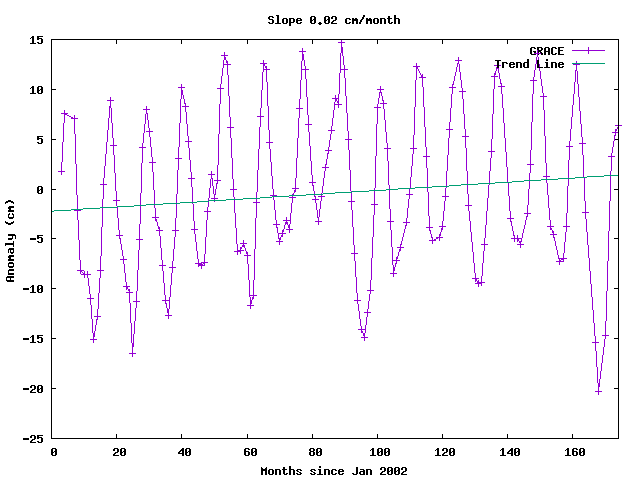 Slope 0.02 cm/month
GRACE
Trend Line
15
10
5
0
-5
-10
-15
-20
-25
Anomaly (cm)
0 20 40 60 80 100 120 140 160
Months since Jan 2002